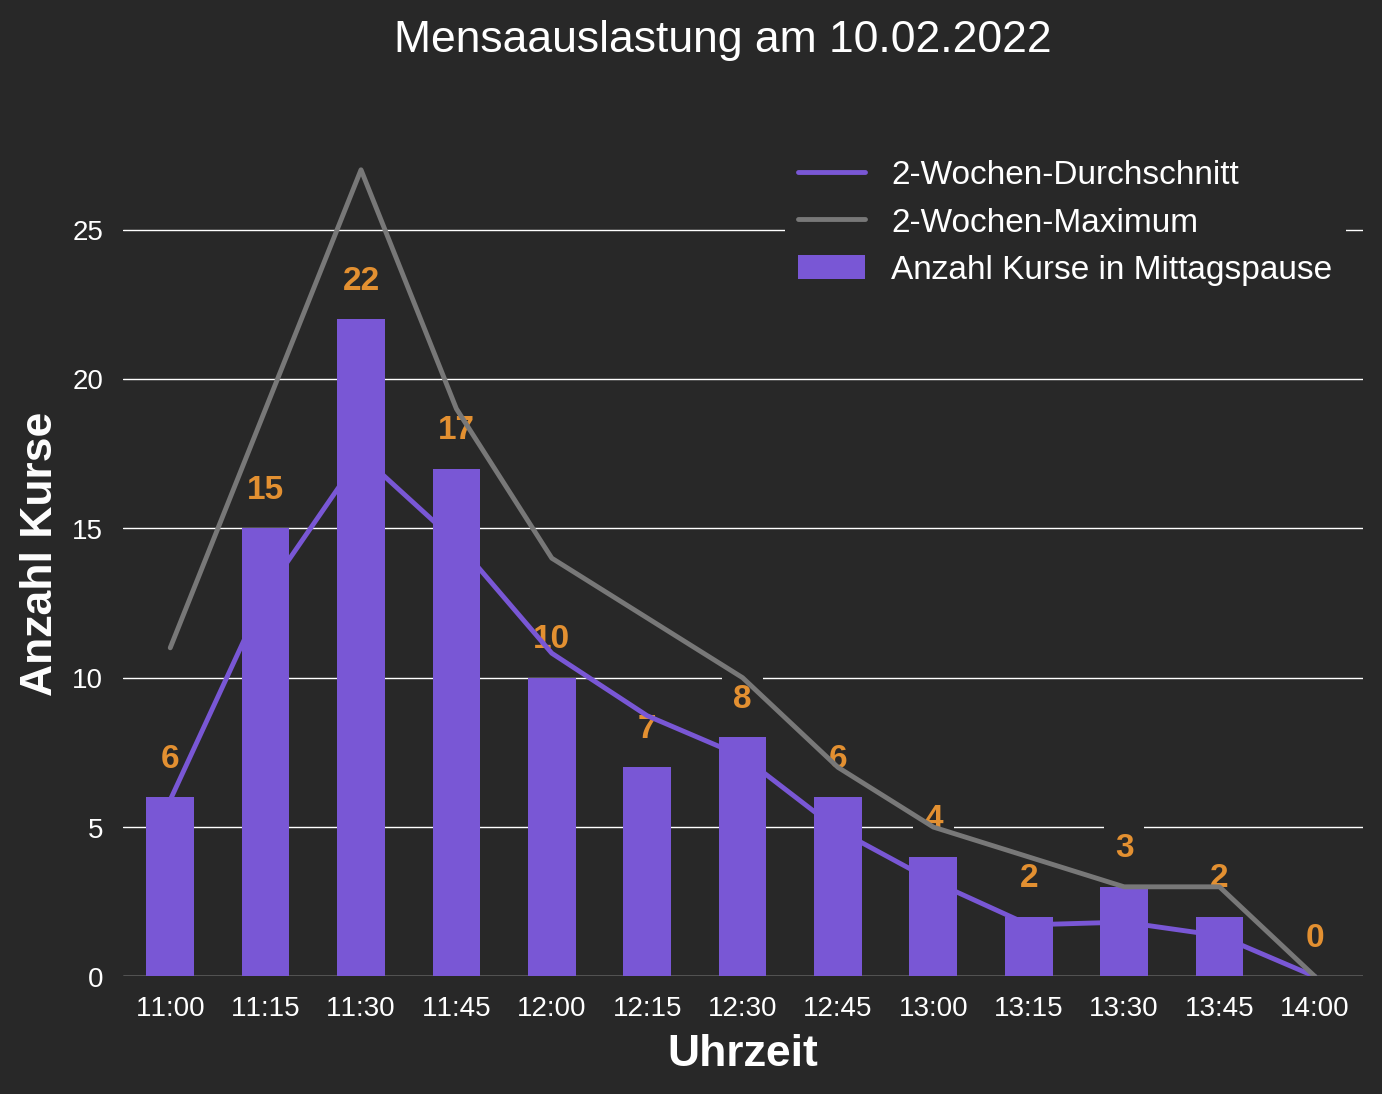 Mensaauslastung am 10.02.2022
2-Wochen-Durchschnitt
2-Wochen-Maximum
Anzahl Kurse in Mittagspause
Anzahl Kurse
25
20
15
10
5
0
6
15
22
17
10
7
8
6
4
2
3
2
0
11:00 11:15 11:30 11:45 12:00 12:15 12:30 12:45 13:00 13:15 13:30 13:45 14:00
Uhrzeit